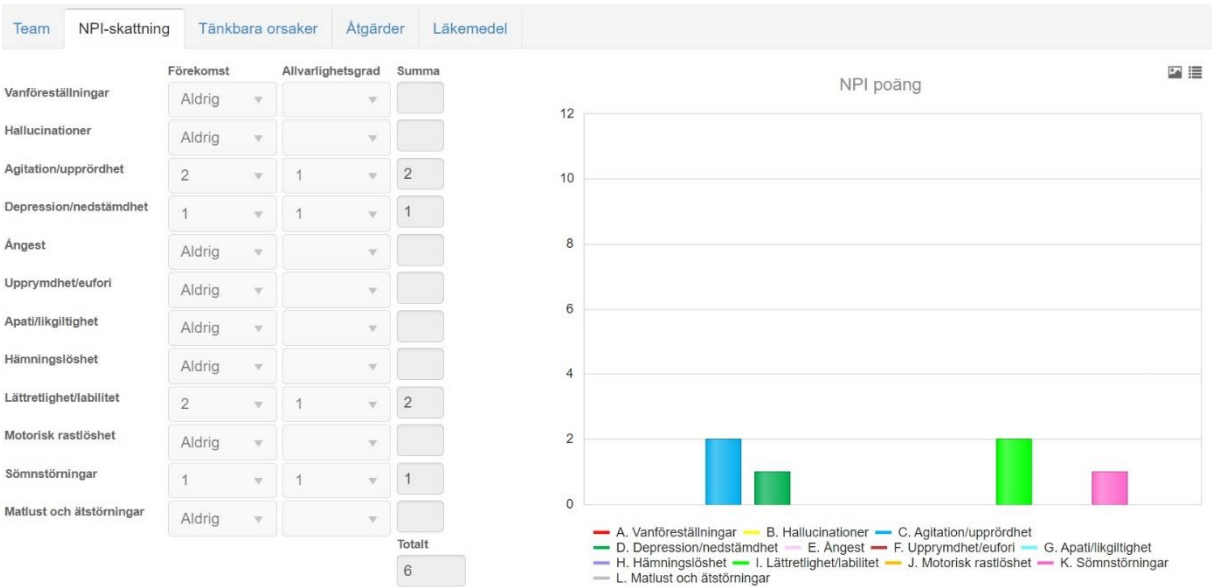 Team NPI-skattning Tänkbara orsaker Åtgärder Läkemedel
Förekomst Allvarlighetsgrad Summa
Vanföreställningar Aldrig
Hallucinationer Aldrig
Agitation/upprördhet 2 1 2
Depression/nedstämdhet 1 1 1
Ångest Aldrig
Upprymdhet/eufori Aldrig
Apati/likgiltighet Aldrig
Hämningslöshet Aldrig
Lättretlighet/labilitet 2 1 2
Motorisk rastlöshet Aldrig
Sömnstörningar 1 1 1
Matlust och ätstörningar Aldrig
Totalt
6
NPI poäng
12
10
8
6
4
2
0
A. Vanföreställningar B. Hallucinationer C. Agitation/upprördhet
D. Depression/nedstämdhet E. Ångest F. Upprymdhet/eufori G. Apati/likgiltighet
H. Hämningslöshet I. Lättretlighet/labilitet J. Motorisk rastlöshet K. Sömnstörningar
L. Matlust och ätstörningar